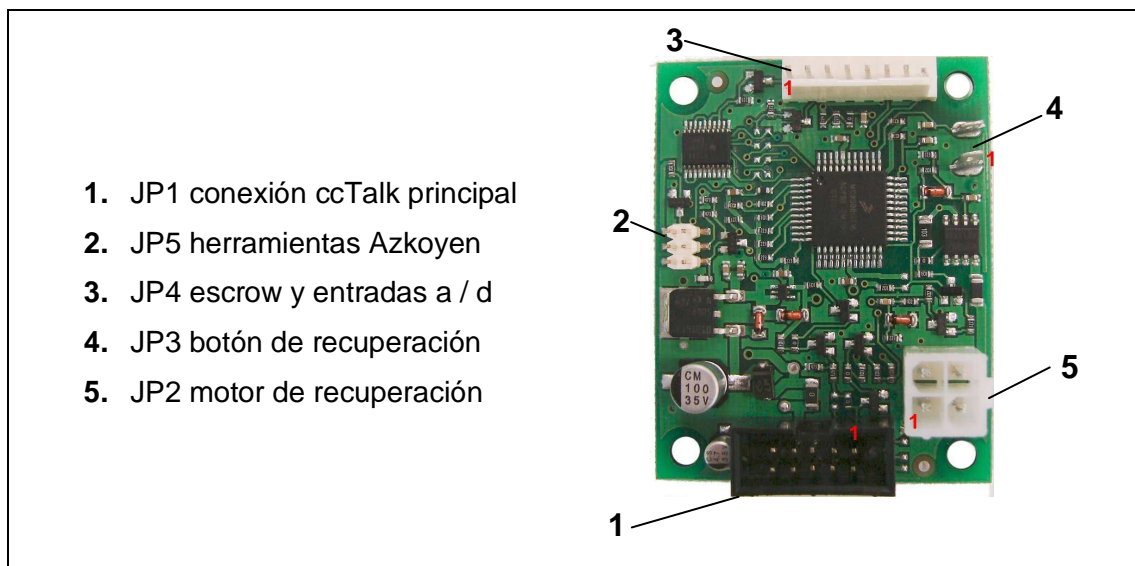 1. JP1 conexión ccTalk principal
2. JP5 herramientas Azkoyen
3. JP4 escrow y entradas a / d
4. JP3 botón de recuperación
5. JP2 motor de recuperación
3
1
4
1
2
CM
100
35V
5
1
1
1